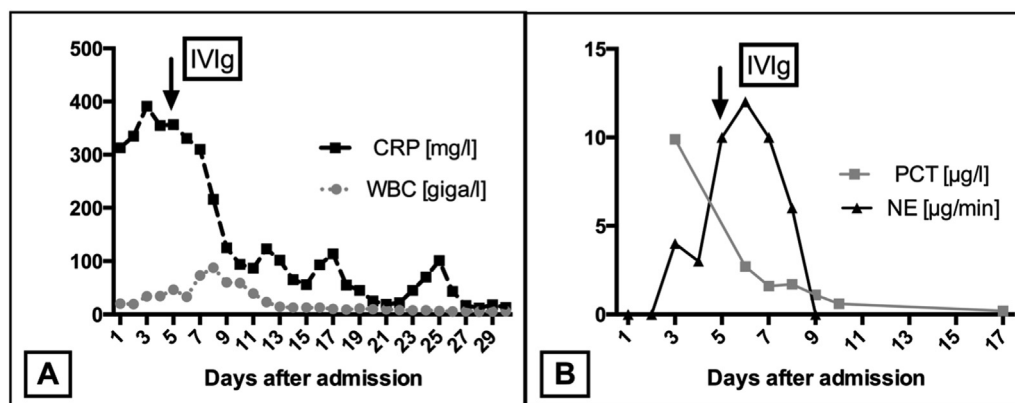 500
400
300
200
100
0
IVIg
CRP [mg/l]
WBC [giga/l]
1 3 5 7 9 11 13 15 17 19 21 23 25 27 29
Days after admission
A
15
10
5
0
IVIg
PCT [µg/l]
NE [µg/min]
1 3 5 7 9 11 13 15 17
Days after admission
B